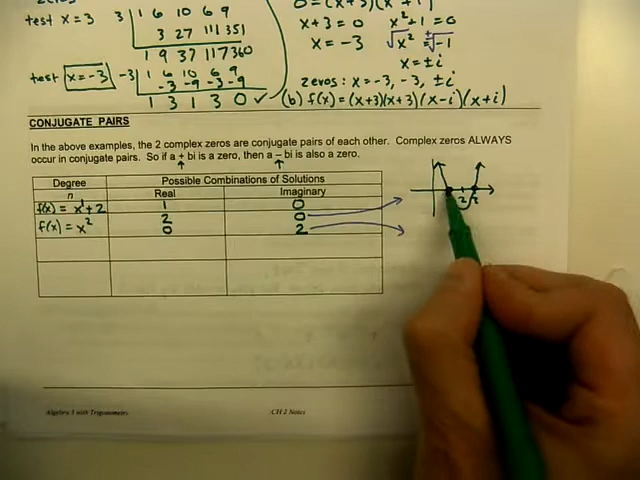 0 = (x+3)(x²+1)
test x = 3 3 1 6 10 6 9
3 27 111 351
1 9 37 117 360
x+3=0 x²+1=0
x = -3 √x² = ±√-1
x = ±i
test x = -3 -3 1 6 10 6 9
-3 -9 -3 -9
1 3 1 3 0 ✓
zeros: x = -3, -3, ±i
(b) f(x) = (x+3)(x+3)(x-i)(x+i)
CONJUGATE PAIRS
In the above examples, the 2 complex zeros are conjugate pairs of each other. Complex zeros ALWAYS
occur in conjugate pairs. So if a + bi is a zero, then a – bi is also a zero.
Degree Possible Combinations of Solutions
n Real Imaginary
f(x) = x¹+2 1 0
f(x) = x² 2 0
0 2
Algebra 3 with Trigonometry CH 2 Notes